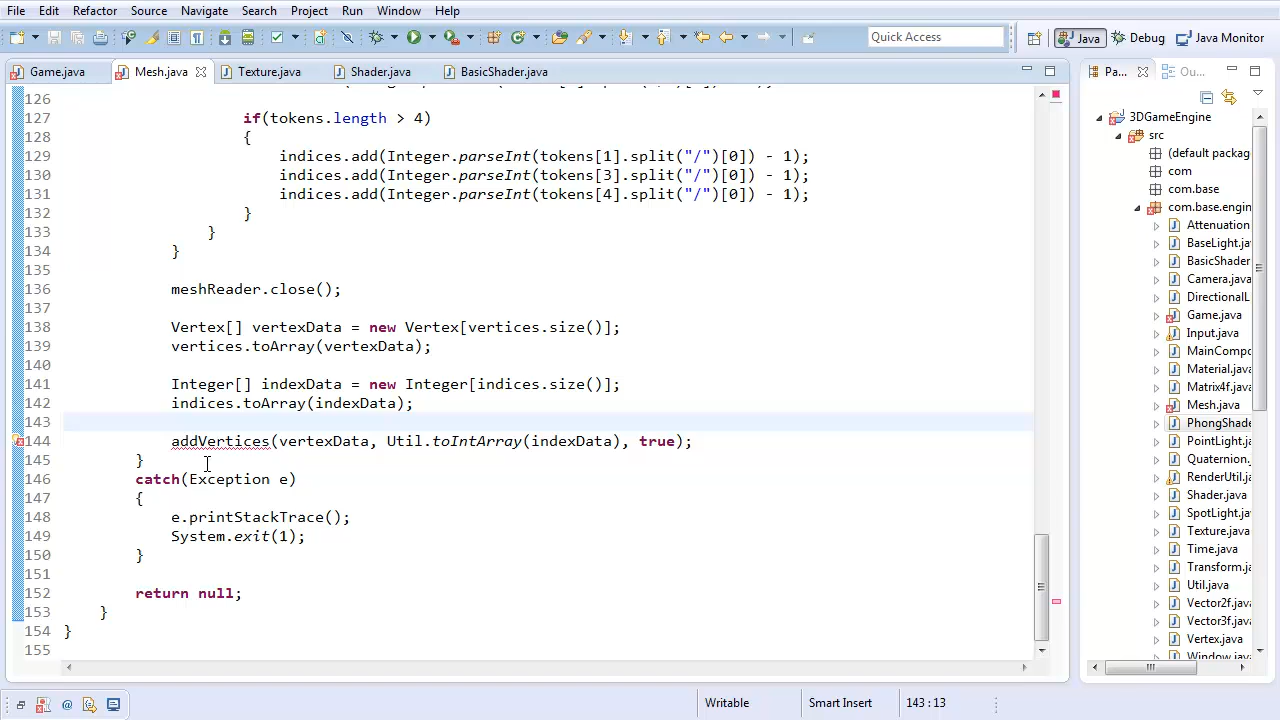 File Edit Refactor Source Navigate Search Project Run Window Help
Quick Access
Java
Debug
Java Monitor
Game.java
Mesh.java
Texture.java
Shader.java
BasicShader.java
Pa...
Ou...
126
127 if(tokens.length > 4)
128 {
129 indices.add(Integer.parseInt(tokens[1].split("/")[0]) - 1);
130 indices.add(Integer.parseInt(tokens[3].split("/")[0]) - 1);
131 indices.add(Integer.parseInt(tokens[4].split("/")[0]) - 1);
132 }
133 }
134 }
135
136 meshReader.close();
137
138 Vertex[] vertexData = new Vertex[vertices.size()];
139 vertices.toArray(vertexData);
140
141 Integer[] indexData = new Integer[indices.size()];
142 indices.toArray(indexData);
143
144 addVertices(vertexData, Util.toIntArray(indexData), true);
145 }
146 catch(Exception e)
147 {
148 e.printStackTrace();
149 System.exit(1);
150 }
151
152 return null;
153 }
154 }
155
3DGameEngine
src
(default packag
com
com.base
com.base.engin
Attenuation
BaseLight.ja
BasicShader
Camera.java
DirectionalL
Game.java
Input.java
MainCompo
Material.java
Matrix4f.java
Mesh.java
PhongShade
PointLight.ja
Quaternion.
RenderUtil.ja
Shader.java
SpotLight.ja
Texture.java
Time.java
Transform.ja
Util.java
Vector2f.java
Vector3f.java
Vertex.java
Window.java
Writable
Smart Insert
143 : 13